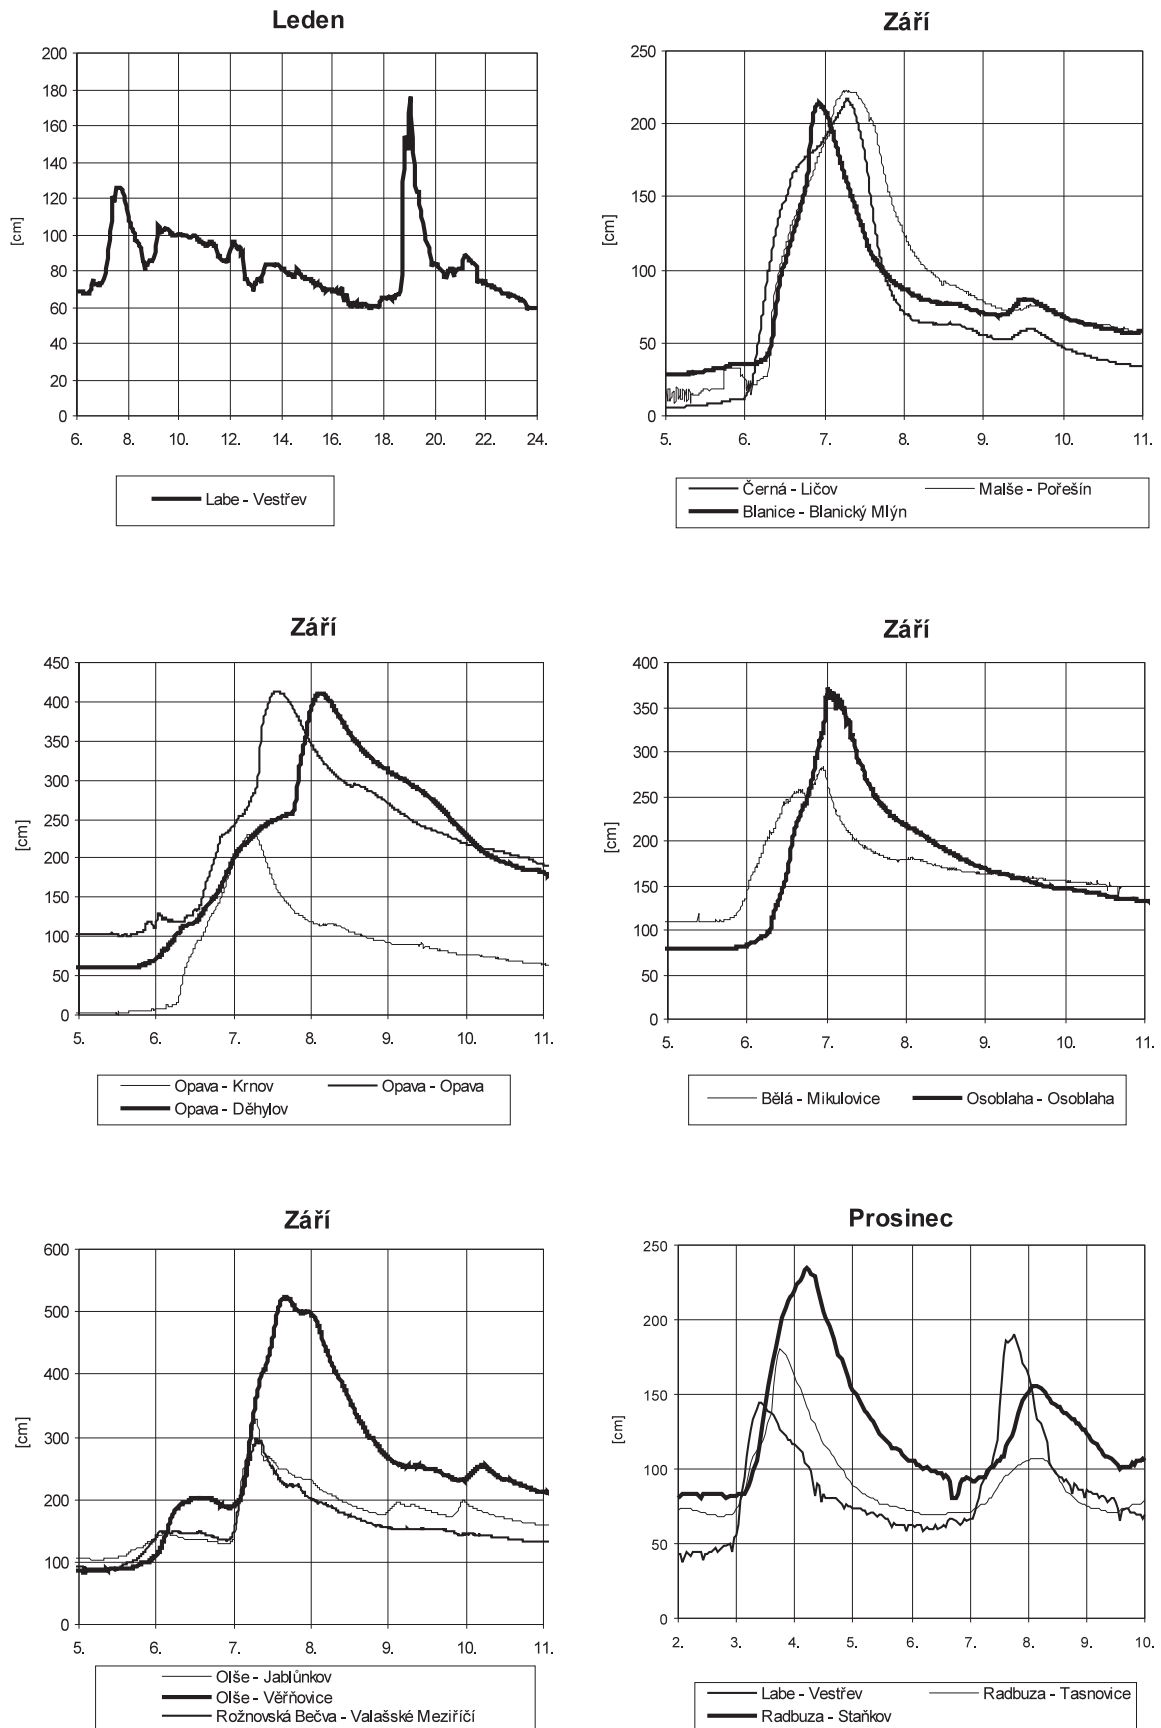 Leden
200
180
160
140
120
100
80
60
40
20
0
[cm]
6. 8. 10. 12. 14. 16. 18. 20. 22. 24.
Labe - Vestřev
Září
250
200
150
100
50
0
[cm]
5. 6. 7. 8. 9. 10. 11.
Černá - Ličov Malše - Pořešín
Blanice - Blanický Mlýn
Září
450
400
350
300
250
200
150
100
50
0
[cm]
5. 6. 7. 8. 9. 10. 11.
Opava - Krnov Opava - Opava
Opava - Děhylov
Září
400
350
300
250
200
150
100
50
0
[cm]
5. 6. 7. 8. 9. 10. 11.
Bělá - Mikulovice Osoblaha - Osoblaha
Září
600
500
400
300
200
100
0
[cm]
5. 6. 7. 8. 9. 10. 11.
Olše - Jablůnkov
Olše - Věřňovice
Rožnovská Bečva - Valašské Meziříčí
Prosinec
250
200
150
100
50
0
[cm]
2. 3. 4. 5. 6. 7. 8. 9. 10.
Labe - Vestřev Radbuza - Tasnovice
Radbuza - Staňkov